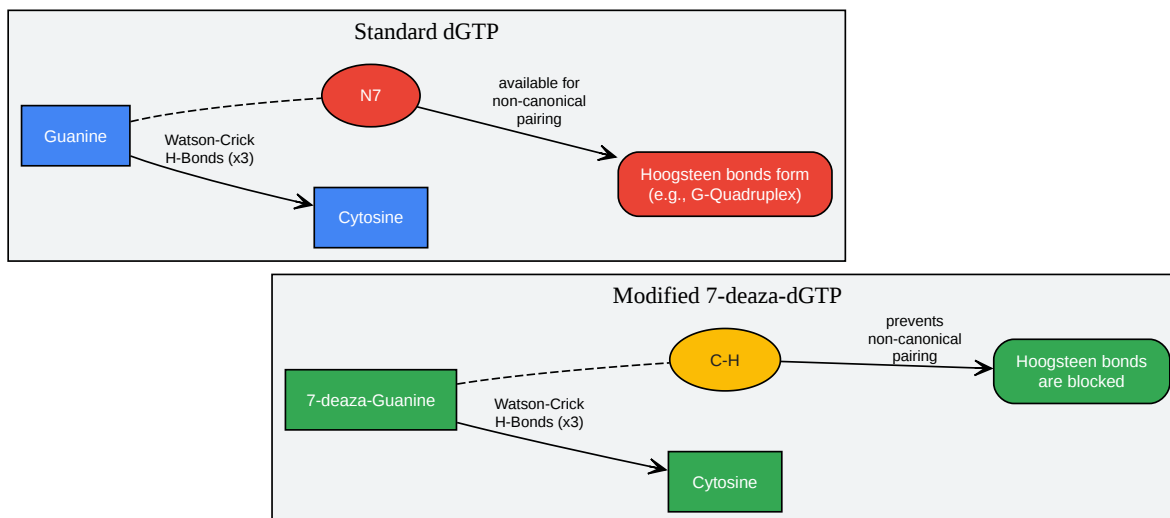 Standard dGTP
N7
available for
non-canonical
pairing
Guanine
Watson-Crick
H-Bonds (x3)
Hoogsteen bonds form
(e.g., G-Quadruplex)
Cytosine
Modified 7-deaza-dGTP
C-H
prevents
non-canonical
pairing
Hoogsteen bonds
are blocked
7-deaza-Guanine
Watson-Crick
H-Bonds (x3)
Cytosine